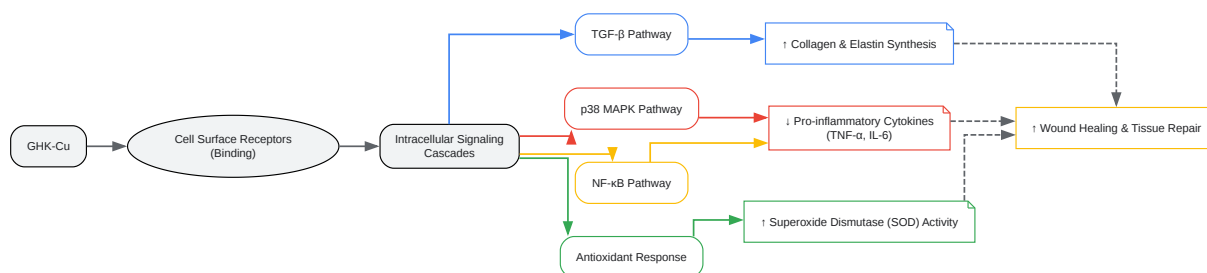 GHK-Cu
Cell Surface Receptors
(Binding)
Intracellular Signaling
Cascades
TGF-β Pathway
↑ Collagen & Elastin Synthesis
p38 MAPK Pathway
↓ Pro-inflammatory Cytokines
(TNF-α, IL-6)
NF-κB Pathway
↑ Wound Healing & Tissue Repair
↑ Superoxide Dismutase (SOD) Activity
Antioxidant Response